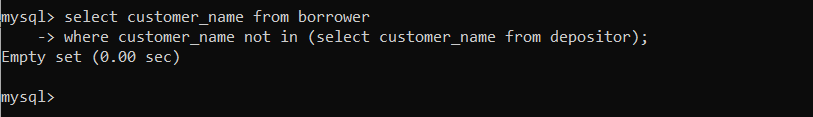 mysql> select customer_name from borrower
    -> where customer_name not in (select customer_name from depositor);
Empty set (0.00 sec)
mysql>